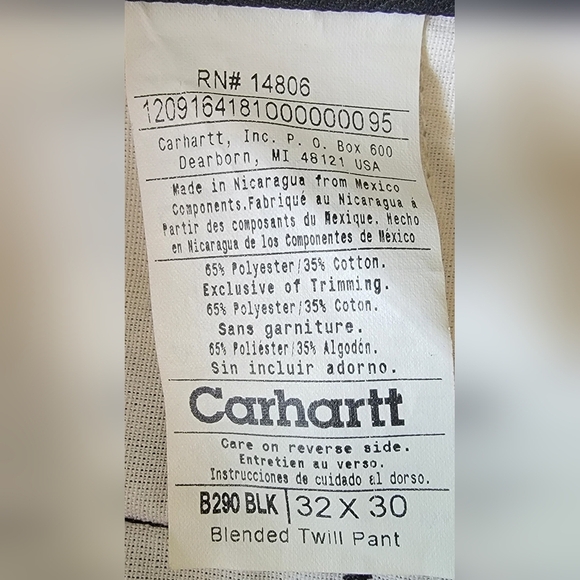 RN# 14806
1209164181000000095
Carhartt, Inc. P. O. Box 600
Dearborn, MI 48121 USA
Made in Nicaragua from Mexico
Components.Fabriqué au Nicaragua á
Partir des composants du Mexique. Hecho
en Nicaragua de los Componentes de México
65% Polyester/35% Cotton.
Exclusive of Trimming.
65% Polyester/35% Coton.
Sans garniture.
65% Poliéster/35% Algodón.
Sin incluir adorno.
Carhartt
Care on reverse side.
Entretien au verso.
Instrucciones de cuidado al dorso.
B290 BLK 32 X 30
Blended Twill Pant